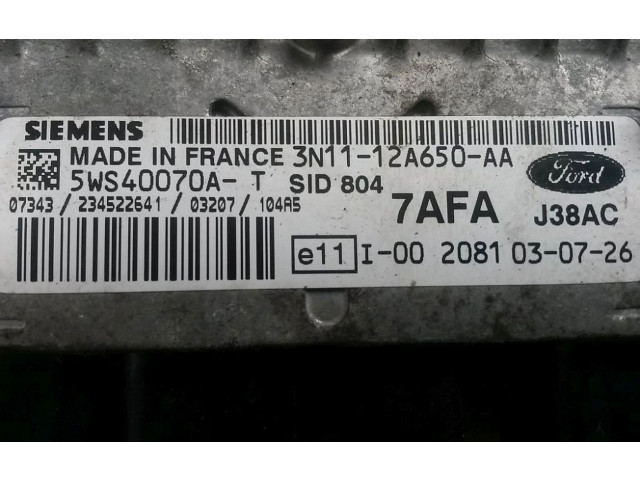 SIEMENS
MADE IN FRANCE 3N11-12A650-AA
5WS40070A- T SID 804
Ford
07343 / 234522641 / 03207 / 104A5
7AFA J38AC
e11 I-00 2081 03-07-26